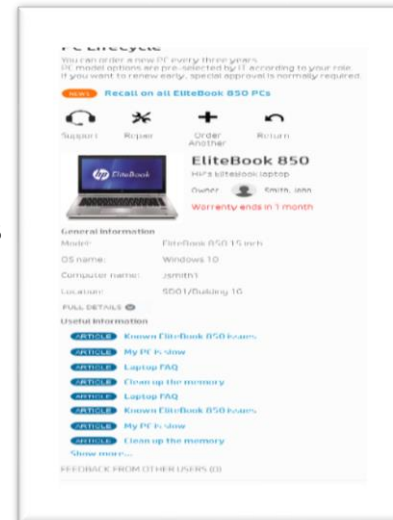 PC Lifecycle
You can order a new PC every three years
PC model options are pre-selected by IT according to your role.
If you want to renew early, special approval is normally required.
NEWS Recall on all EliteBook 850 PCs
Support Repair Order Another Return
hp EliteBook
EliteBook 850
HP's EliteBook laptop
Owner: Smith, John
Worrenty ends in 1 month
General Information
Model: EliteBook 850 15 inch
OS name: Windows 10
Computer name: Jsmith1
Location: SD01/Building 16
FULL DETAILS
Useful Information
ARTICLE Known EliteBook 850 issues
ARTICLE My PC is slow
ARTICLE Laptop FAQ
ARTICLE Clean up the memory
ARTICLE Laptop FAQ
ARTICLE Known EliteBook 850 issues
ARTICLE My PC is slow
ARTICLE Clean up the memory
Show more...
FEEDBACK FROM OTHER USERS (0)